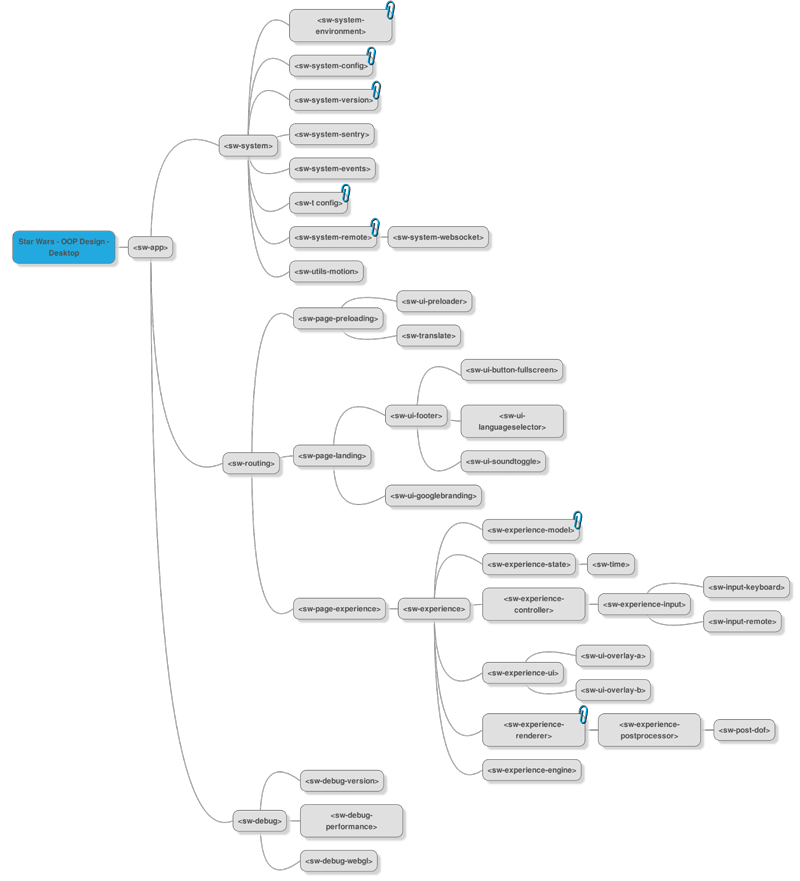 Star Wars - OOP Design -
Desktop
<sw-app>
<sw-system>
<sw-system-
environment>
<sw-system-config>
<sw-system-version>
<sw-system-sentry>
<sw-system-events>
<sw-t config>
<sw-system-remote>
<sw-system-websocket>
<sw-utils-motion>
<sw-routing>
<sw-page-preloading>
<sw-ui-preloader>
<sw-translate>
<sw-page-landing>
<sw-ui-footer>
<sw-ui-button-fullscreen>
<sw-ui-
languageselector>
<sw-ui-soundtoggle>
<sw-ui-googlebranding>
<sw-page-experience>
<sw-experience>
<sw-experience-model>
<sw-experience-state>
<sw-time>
<sw-experience-
controller>
<sw-experience-input>
<sw-input-keyboard>
<sw-input-remote>
<sw-experience-ui>
<sw-ui-overlay-a>
<sw-ui-overlay-b>
<sw-experience-
renderer>
<sw-experience-
postprocessor>
<sw-post-dof>
<sw-experience-engine>
<sw-debug>
<sw-debug-version>
<sw-debug-
performance>
<sw-debug-webgl>